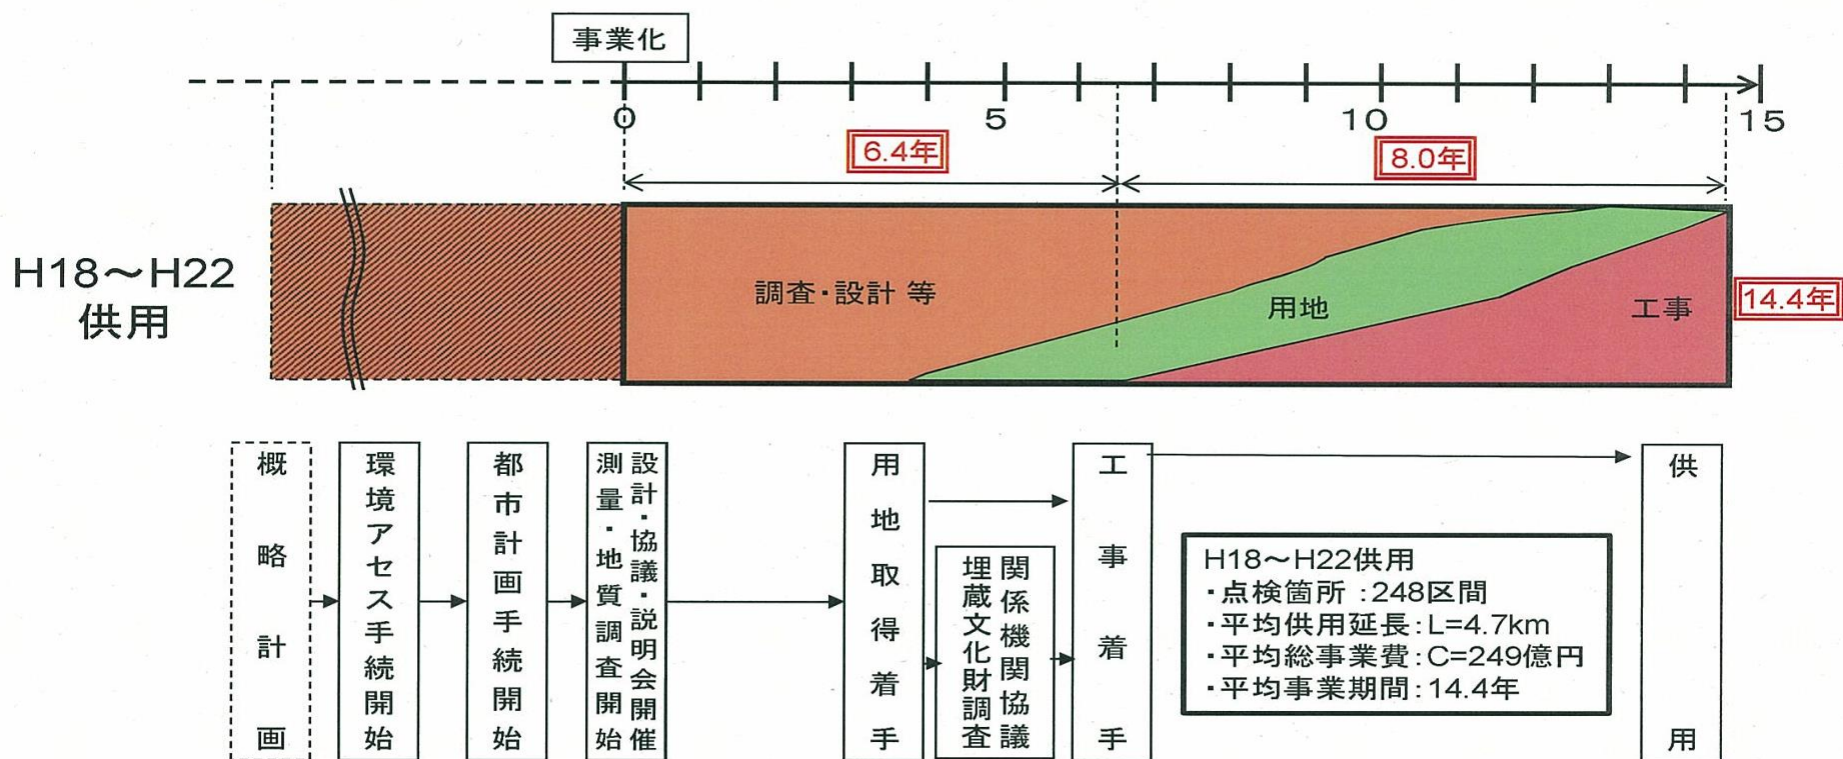 事業化
0
5
10
15
6.4年
8.0年
H18～H22
供用
調査・設計 等
用地
工事
14.4年
概略計画
環境アセス手続開始
都市計画手続開始
設計・協議・説明会開催
測量・地質調査開始
用地取得着手
関係機関協議
埋蔵文化財調査
工事着手
供用
H18～H22供用
・点検箇所：248区間
・平均供用延長：L=4.7km
・平均総事業費：C=249億円
・平均事業期間：14.4年